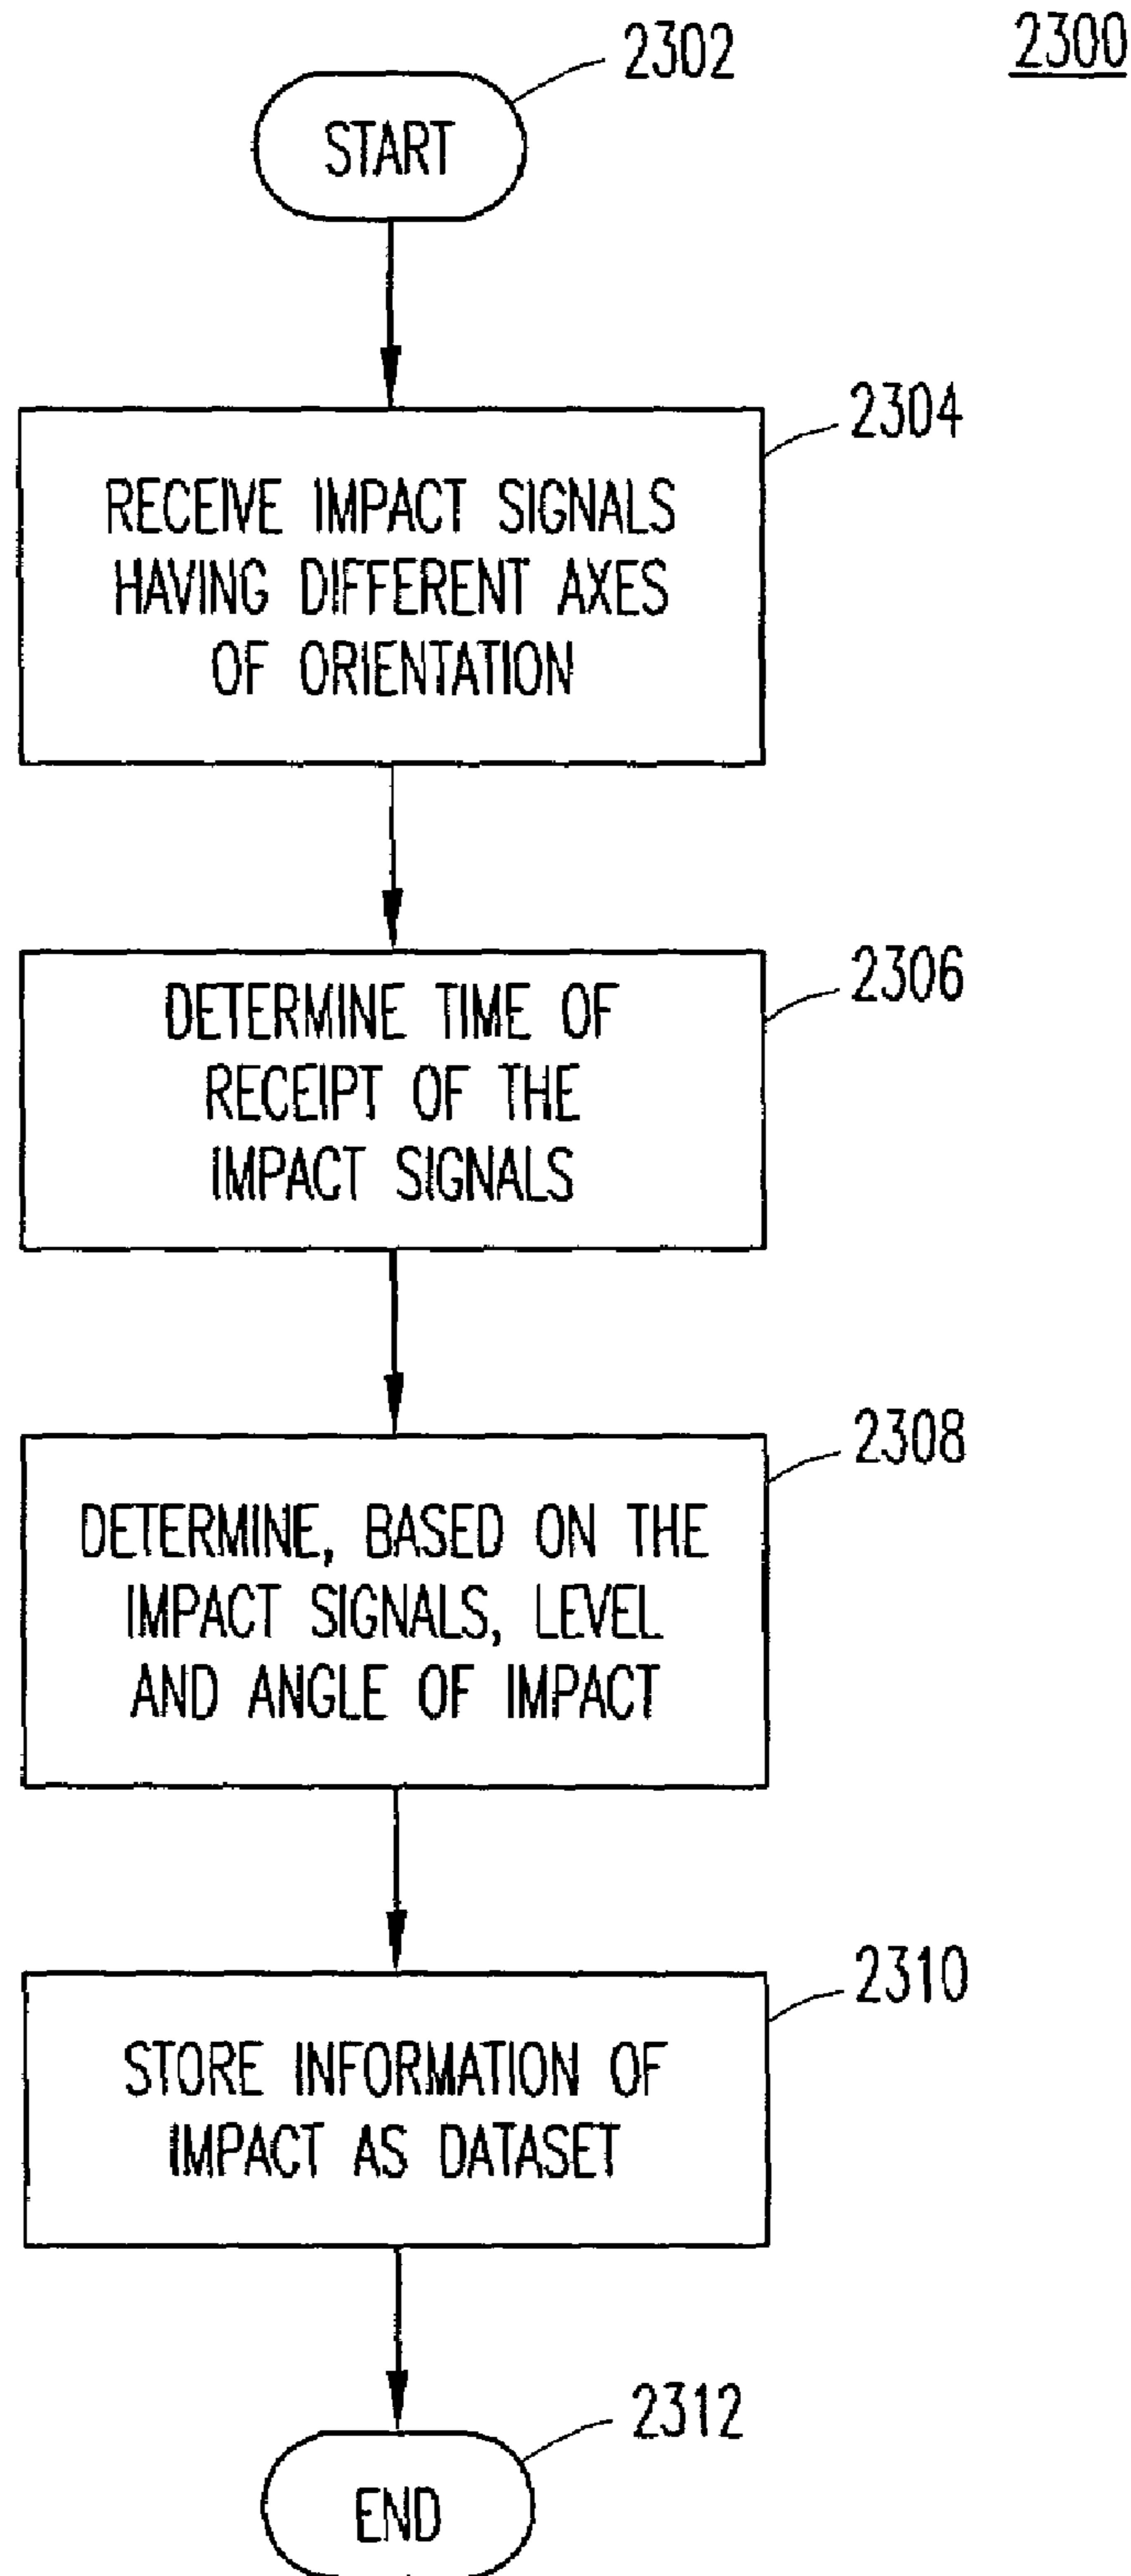 2300
2302
START
2304
RECEIVE IMPACT SIGNALS
HAVING DIFFERENT AXES
OF ORIENTATION
2306
DETERMINE TIME OF
RECEIPT OF THE
IMPACT SIGNALS
2308
DETERMINE, BASED ON THE
IMPACT SIGNALS, LEVEL
AND ANGLE OF IMPACT
2310
STORE INFORMATION OF
IMPACT AS DATASET
2312
END